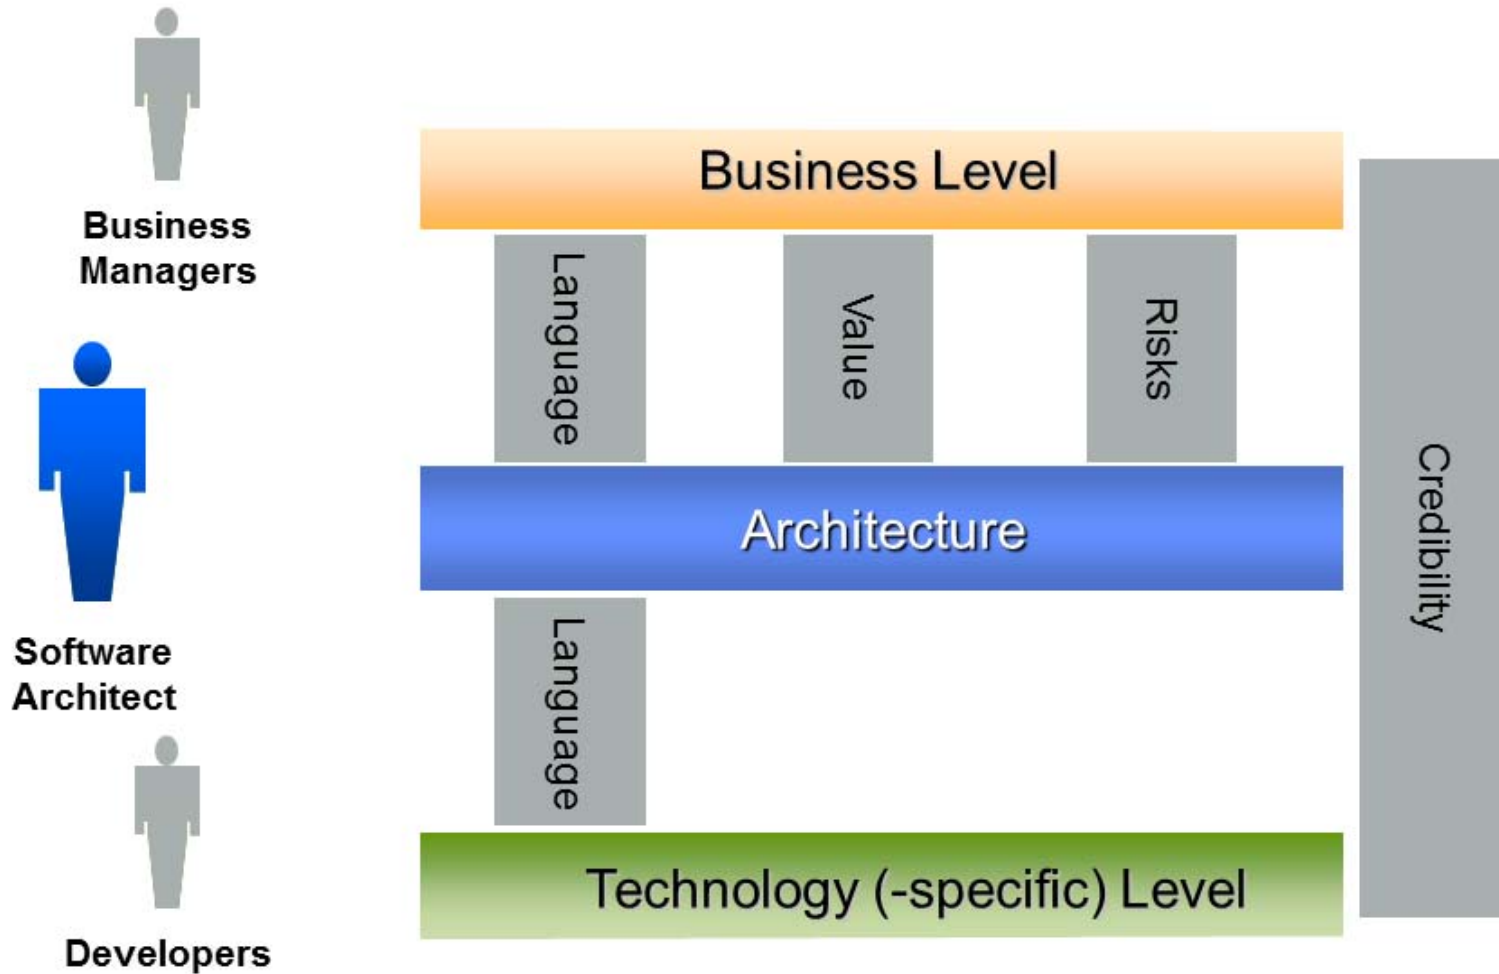 Business
Managers
Business Level
Language
Value
Risks
Software
Architect
Architecture
Credibility
Language
Developers
Technology (-specific) Level